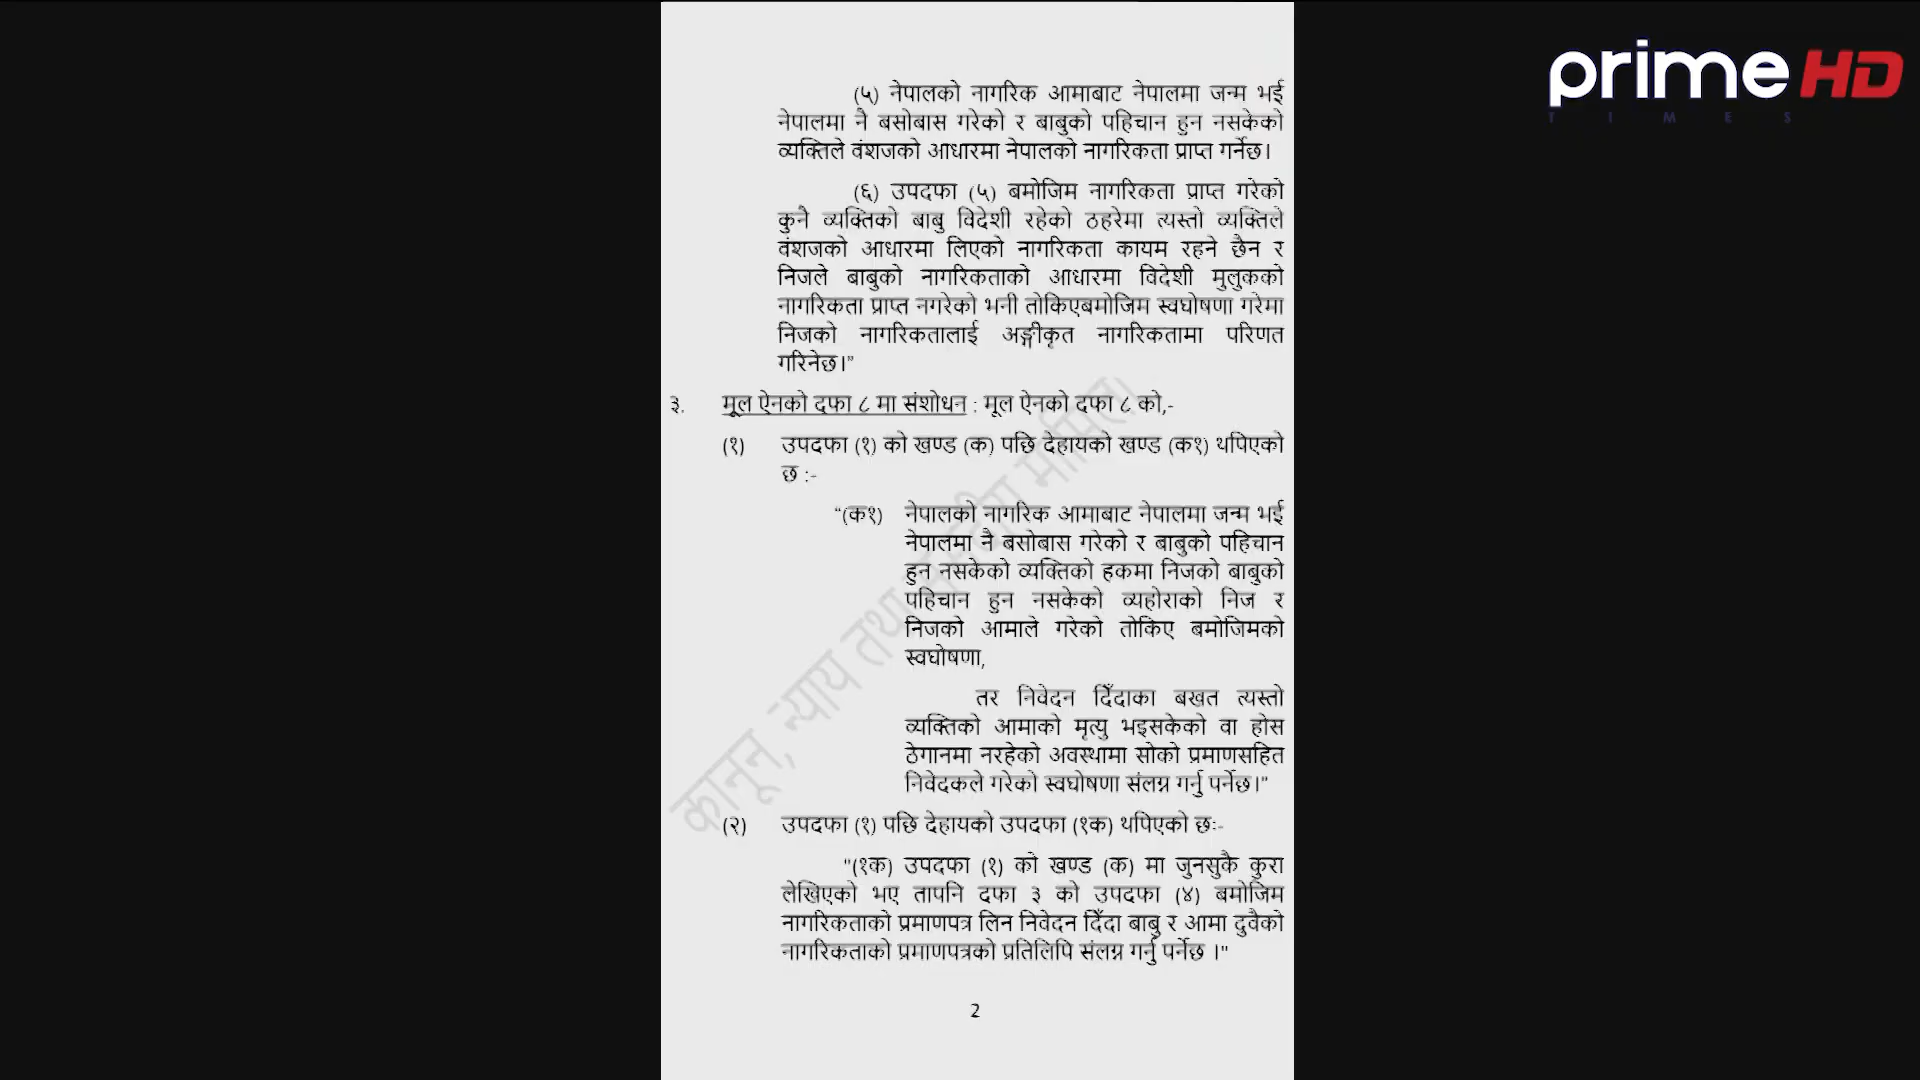 prime HD
TIMES
(५) नेपालको नागरिक आमाबाट नेपालमा जन्म भई
नेपालमा नै बसोबास गरेको र बाबुको पहिचान हुन नसकेको
व्यक्तिले वंशजको आधारमा नेपालको नागरिकता प्राप्त गर्नेछ।
(६) उपदफा (५) बमोजिम नागरिकता प्राप्त गरेको
कुनै व्यक्तिको बाबु विदेशी रहेको ठहरेमा त्यस्तो व्यक्तिले
वंशजको आधारमा लिएको नागरिकता कायम रहने छैन र
निजले बाबुको नागरिकताको आधारमा विदेशी मुलुकको
नागरिकता प्राप्त नगरेको भनी तोकिएबमोजिम स्वघोषणा गरेमा
निजको नागरिकतालाई अङ्गीकृत नागरिकतामा परिणत
गरिनेछ।”
३. मूल ऐनको दफा ८ मा संशोधन : मूल ऐनको दफा ८ को,-
(१) उपदफा (१) को खण्ड (क) पछि देहायको खण्ड (क१) थपिएको
छ :-
“(क१) नेपालको नागरिक आमाबाट नेपालमा जन्म भई
नेपालमा नै बसोबास गरेको र बाबुको पहिचान
हुन नसकेको व्यक्तिको हकमा निजको बाबुको
पहिचान हुन नसकेको व्यहोराको निज र
निजको आमाले गरेको तोकिए बमोजिमको
स्वघोषणा,
तर निवेदन दिँदाका बखत त्यस्तो
व्यक्तिको आमाको मृत्यु भइसकेको वा होस
ठेगानमा नरहेको अवस्थामा सोको प्रमाणसहित
निवेदकले गरेको स्वघोषणा संलग्न गर्नु पर्नेछ।"
(२) उपदफा (१) पछि देहायको उपदफा (१क) थपिएको छः-
"(१क) उपदफा (१) को खण्ड (क) मा जुनसुकै कुरा
लेखिएको भए तापनि दफा ३ को उपदफा (४) बमोजिम
नागरिकताको प्रमाणपत्र लिन निवेदन दिँदा बाबु र आमा दुवैको
नागरिकताको प्रमाणपत्रको प्रतिलिपि संलग्न गर्नु पर्नेछ ।"
2
कानून, न्याय तथा